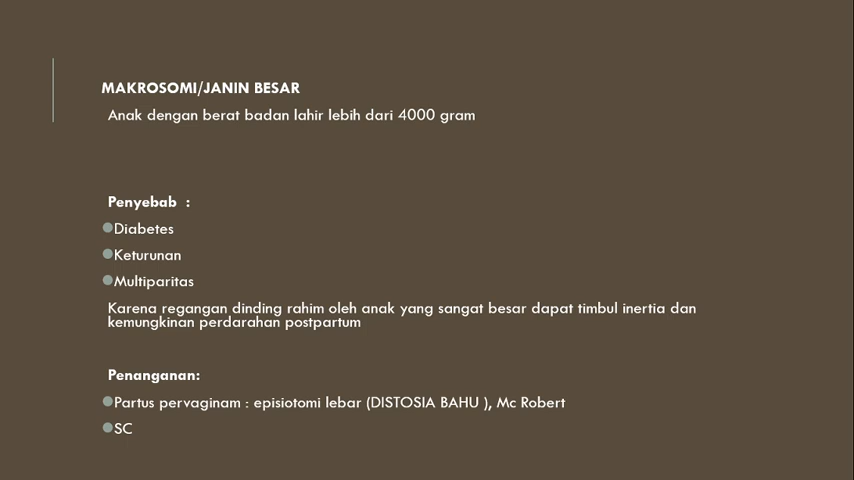 MAKROSOMI/JANIN BESAR
Anak dengan berat badan lahir lebih dari 4000 gram
Penyebab :
Diabetes
Keturunan
Multiparitas
Karena regangan dinding rahim oleh anak yang sangat besar dapat timbul inertia dan
kemungkinan perdarahan postpartum
Penanganan:
Partus pervaginam : episiotomi lebar (DISTOSIA BAHU ), Mc Robert
SC